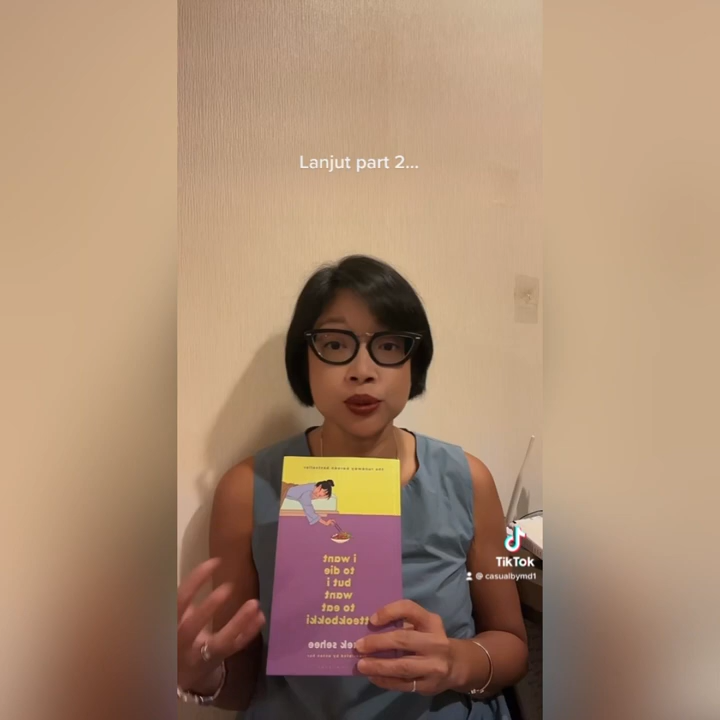 Lanjut part 2...
i want
to die
but i
want
to eat
tteokbokki
sehee
TikTok
@ casualbymd1